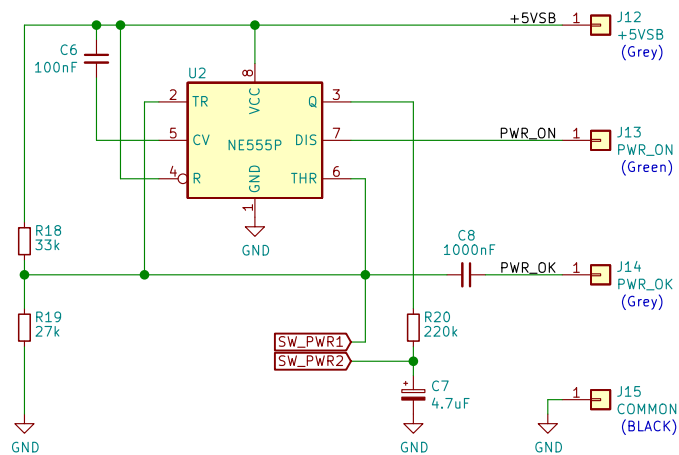 +5VSB 1 J12
+5VSB
(Grey)
C6
100nF
U2
8
VCC
2 TR Q 3
5 CV DIS 7 PWR_ON 1 J13
PWR_ON
(Green)
NE555P
4 R THR 6
GND
1
GND
R18
33k
C8
1000nF
PWR_OK 1 J14
PWR_OK
(Grey)
R19
27k
R20
220k
SW_PWR1
SW_PWR2
+
C7
4.7uF
1 J15
COMMON
(BLACK)
GND GND GND